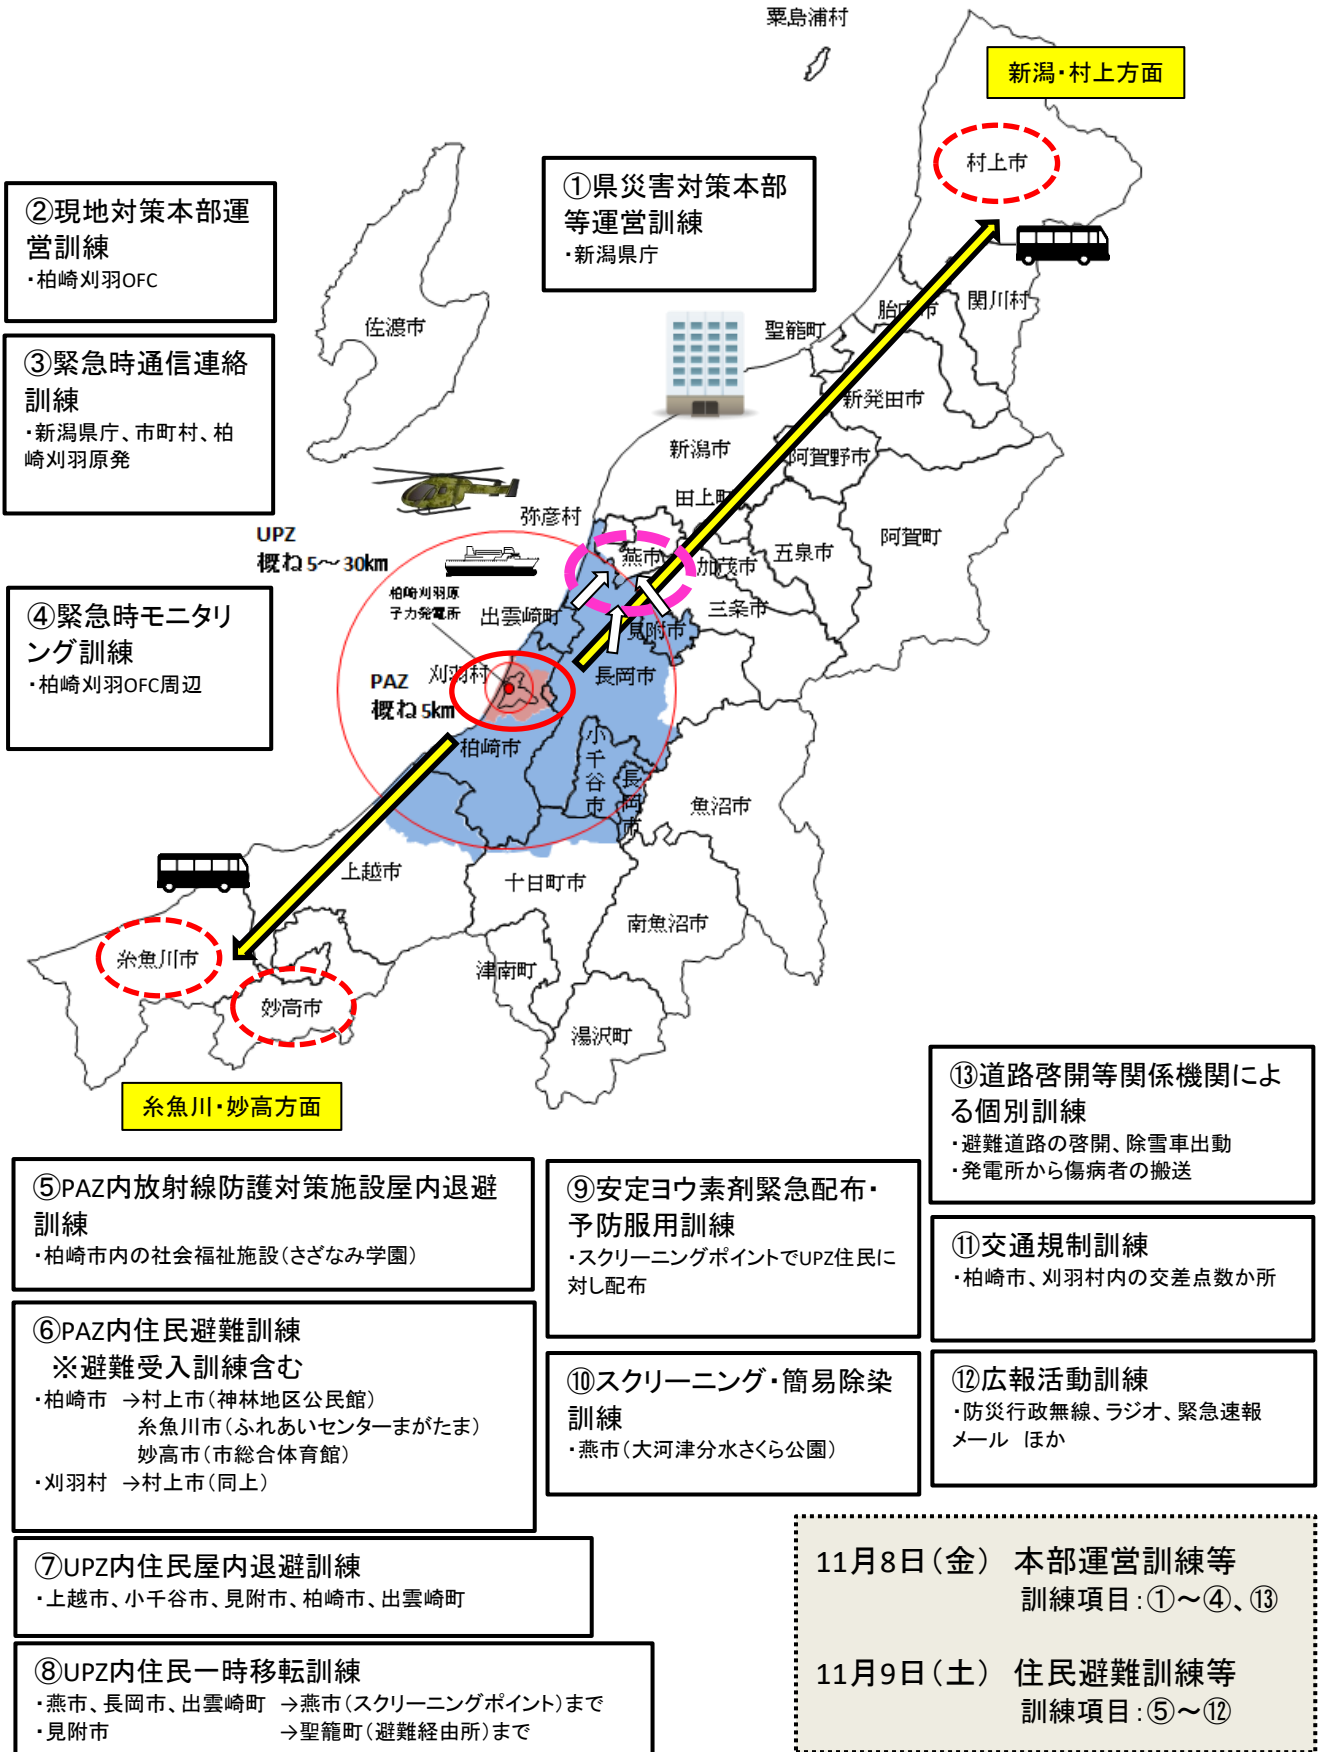 粟島浦村
新潟・村上方面
村上市
①県災害対策本部
等運営訓練
・新潟県庁
②現地対策本部運
営訓練
・柏崎刈羽OFC
③緊急時通信連絡
訓練
・新潟県庁、市町村、柏
崎刈羽原発
④緊急時モニタリ
ング訓練
・柏崎刈羽OFC周辺
佐渡市
関川村
胎内市
聖籠町
新発田市
新潟市
阿賀野市
田上町
阿賀町
五泉市
弥彦村
燕市
加茂市
三条市
UPZ
概ね5～30km
柏崎刈羽原
子力発電所
出雲崎町
見附市
長岡市
PAZ
概ね5km
刈羽村
柏崎市
小千谷市
長岡市
魚沼市
上越市
十日町市
南魚沼市
糸魚川市
妙高市
津南町
湯沢町
糸魚川・妙高方面
⑬道路啓開等関係機関によ
る個別訓練
・避難道路の啓開、除雪車出動
・発電所から傷病者の搬送
⑤PAZ内放射線防護対策施設屋内退避
訓練
・柏崎市内の社会福祉施設(さざなみ学園)
⑨安定ヨウ素剤緊急配布・
予防服用訓練
・スクリーニングポイントでUPZ住民に
対し配布
⑪交通規制訓練
・柏崎市、刈羽村内の交差点数か所
⑥PAZ内住民避難訓練
※避難受入訓練含む
・柏崎市 →村上市(神林地区公民館)
糸魚川市(ふれあいセンターまがたま)
妙高市(市総合体育館)
・刈羽村 →村上市(同上)
⑩スクリーニング・簡易除染
訓練
・燕市(大河津分水さくら公園)
⑫広報活動訓練
・防災行政無線、ラジオ、緊急速報
メール ほか
⑦UPZ内住民屋内退避訓練
・上越市、小千谷市、見附市、柏崎市、出雲崎町
⑧UPZ内住民一時移転訓練
・燕市、長岡市、出雲崎町 →燕市(スクリーニングポイント)まで
・見附市 →聖籠町(避難経由所)まで
11月8日(金) 本部運営訓練等
訓練項目:①～④、⑬
11月9日(土) 住民避難訓練等
訓練項目:⑤～⑫